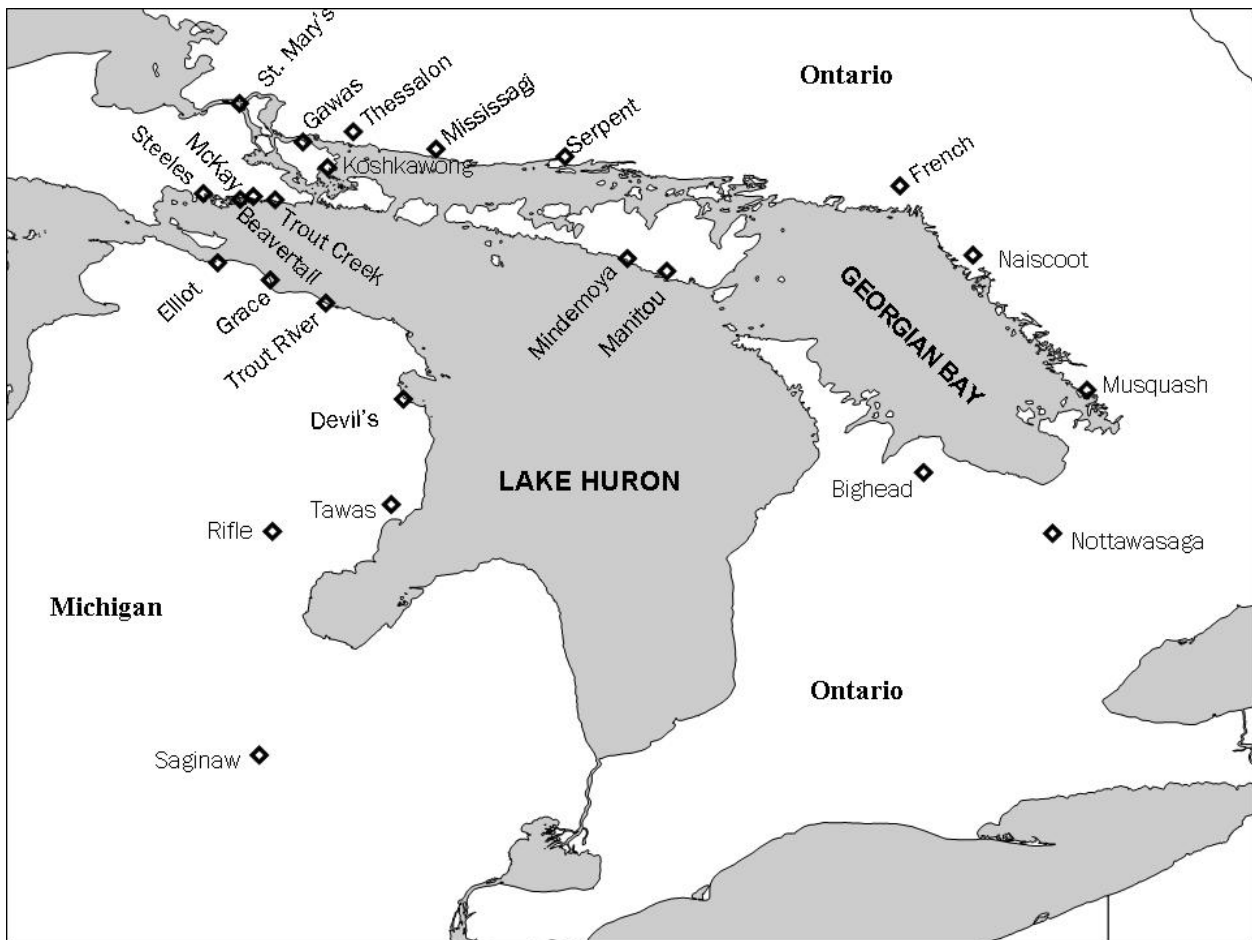 St. Mary's
Gawas
Thessalon
Mississagi
Serpent
Ontario
French
Steeles
McKay
Koshkawong
Beavertail
Trout Creek
Naiscoot
Elliot
Grace
Trout River
Mindemoya
Manitou
GEORGIAN BAY
Musquash
Devil's
LAKE HURON
Bighead
Tawas
Rifle
Nottawasaga
Michigan
Ontario
Saginaw